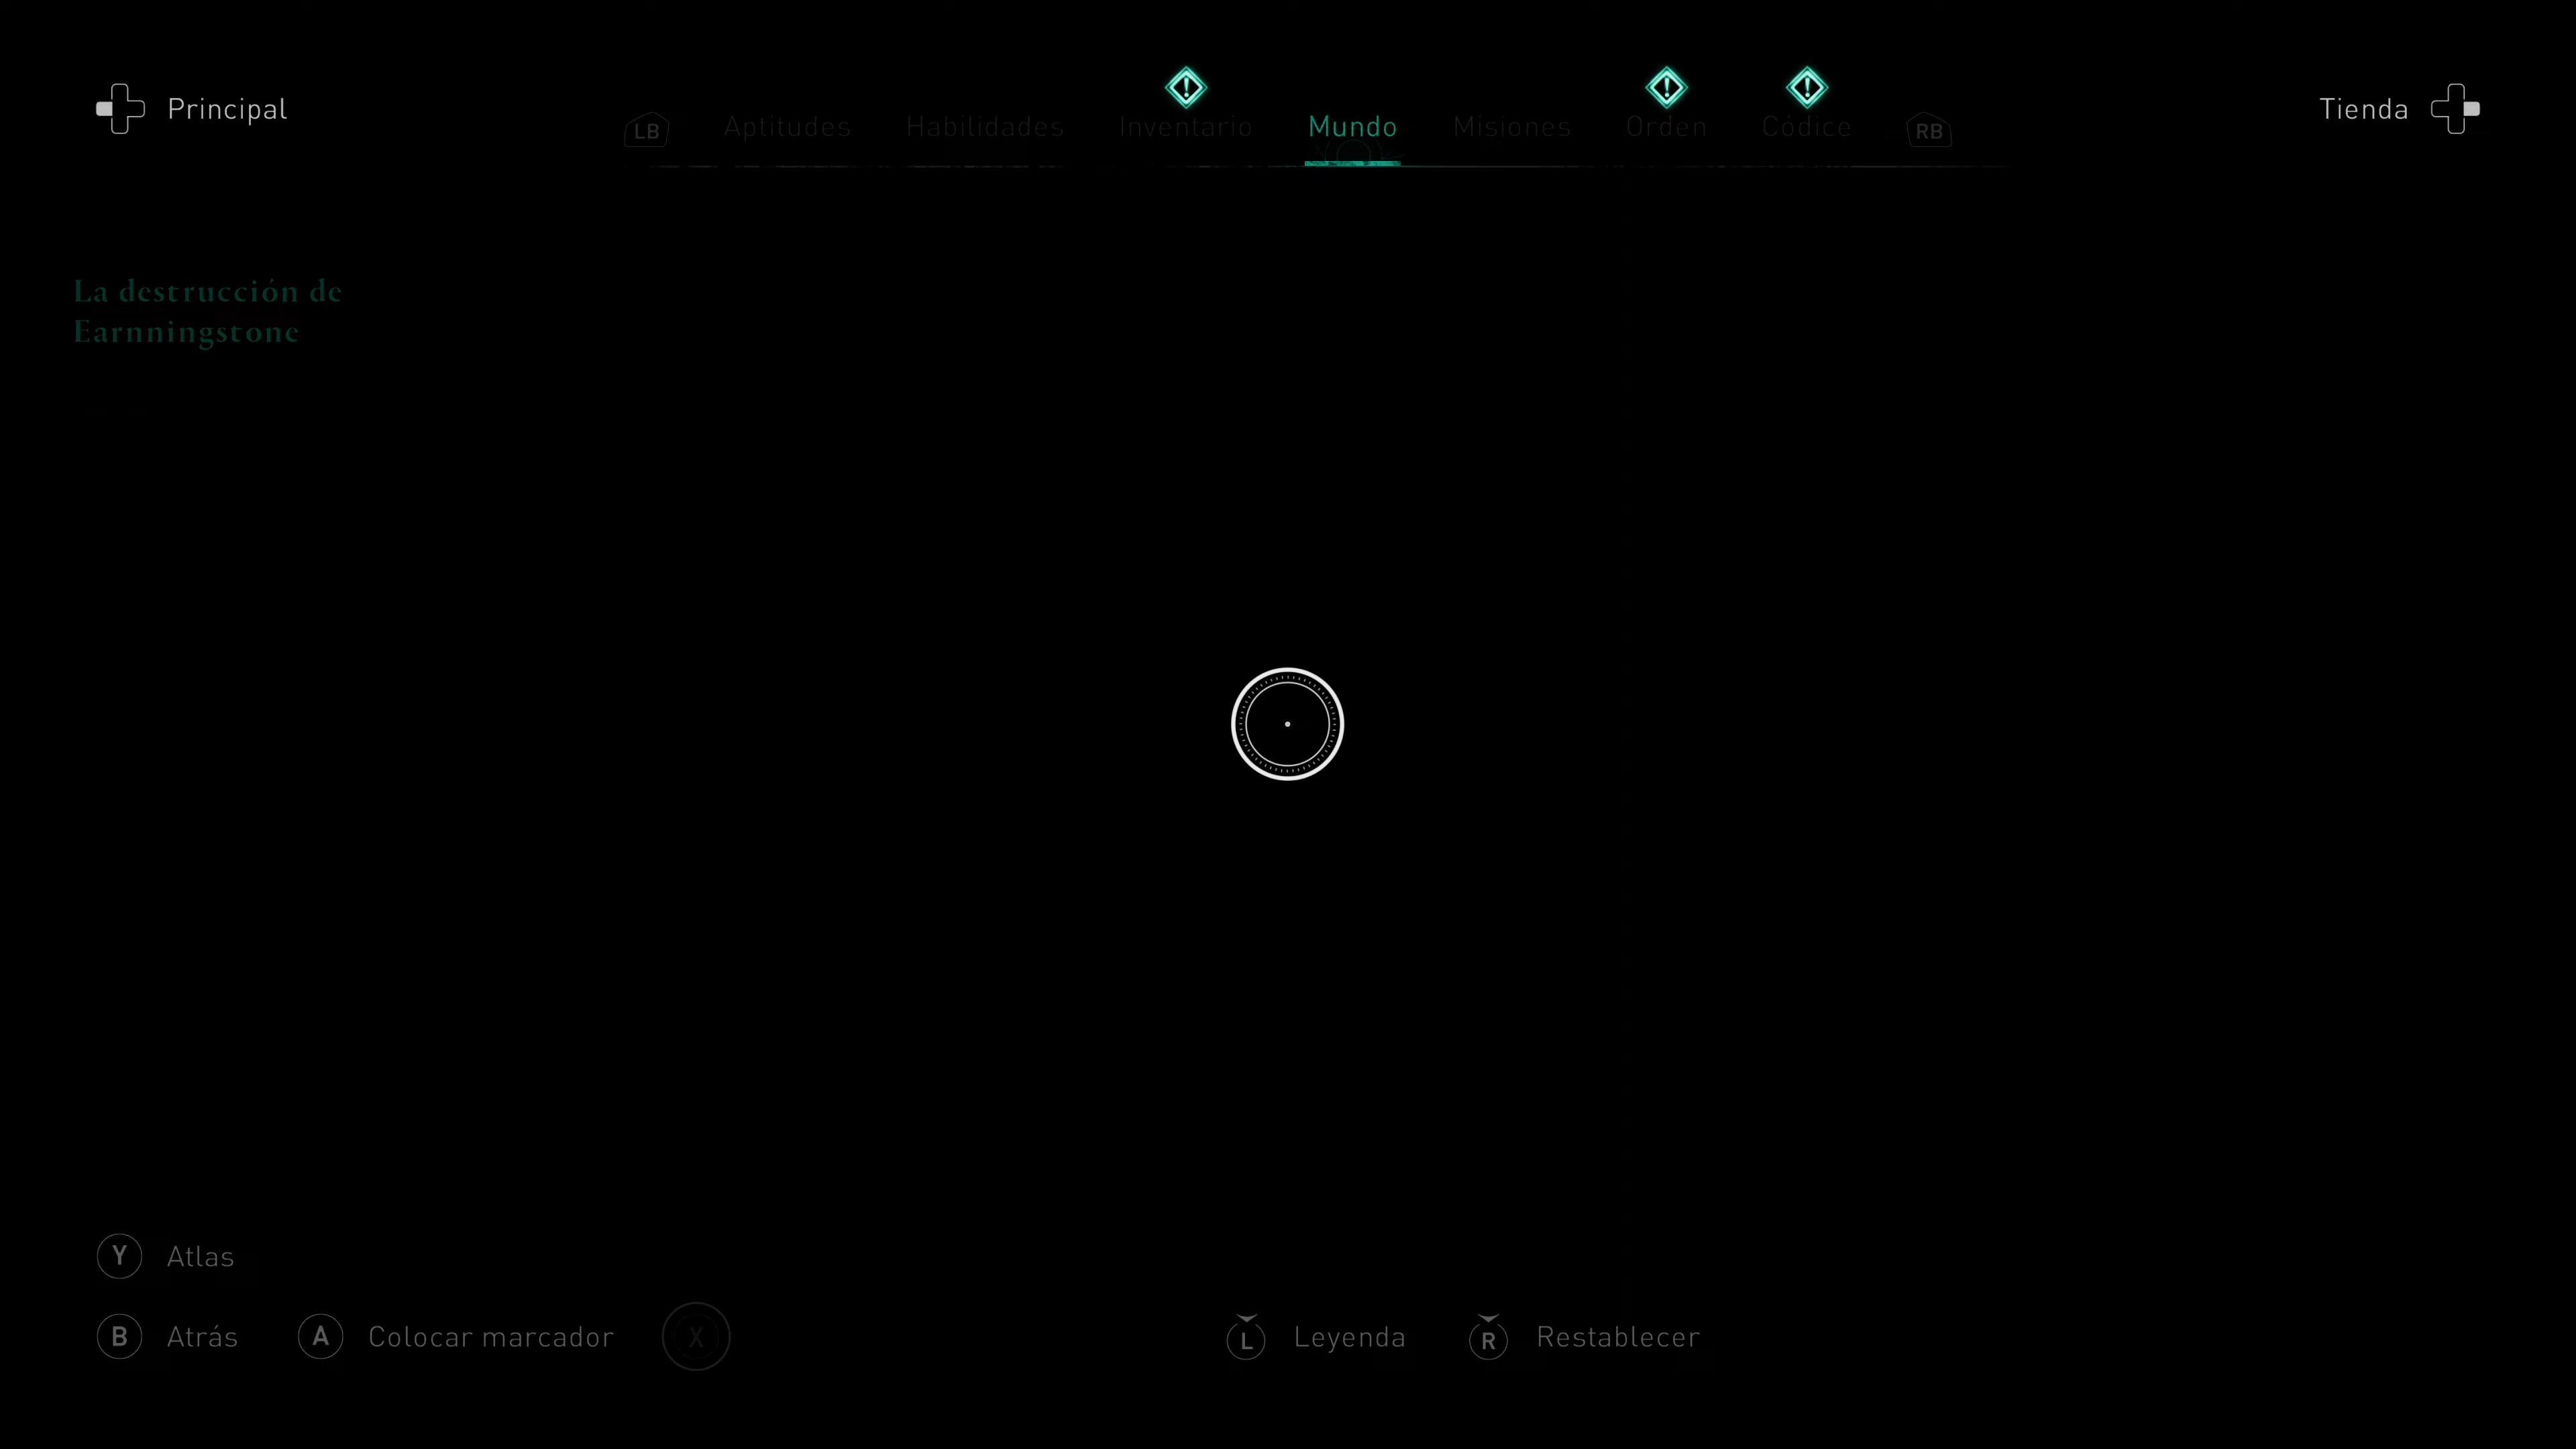 Principal
LB Aptitudes Habilidades Inventario Mundo Misiones Orden Códice RB
Tienda
La destrucción de
Earnningstone
Y Atlas
B Atrás A Colocar marcador X L Leyenda R Restablecer